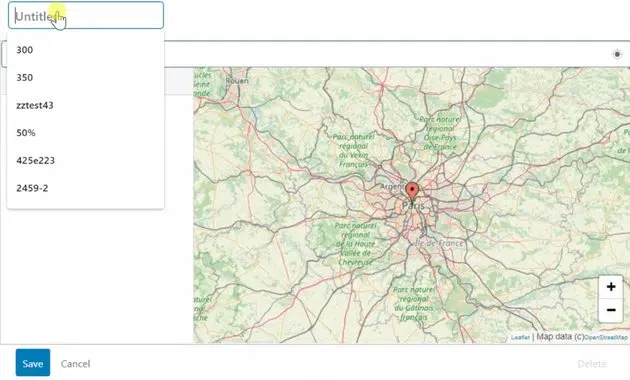 Untitled
300
350
zztest43
50%
425e223
2459-2
Rouen
Parc naturel
régional
Oise-Pays
de France
Parc naturel
régional
du Vexin
Français
Argent
Paris
Île-de-France
Parc naturel
régional
de la Haute
Vallée de
Chevreuse
Parc naturel
régional
du Gâtinais
français
+
−
Leaflet | Map data (c)OpenStreetMap
Save
Cancel
Delete